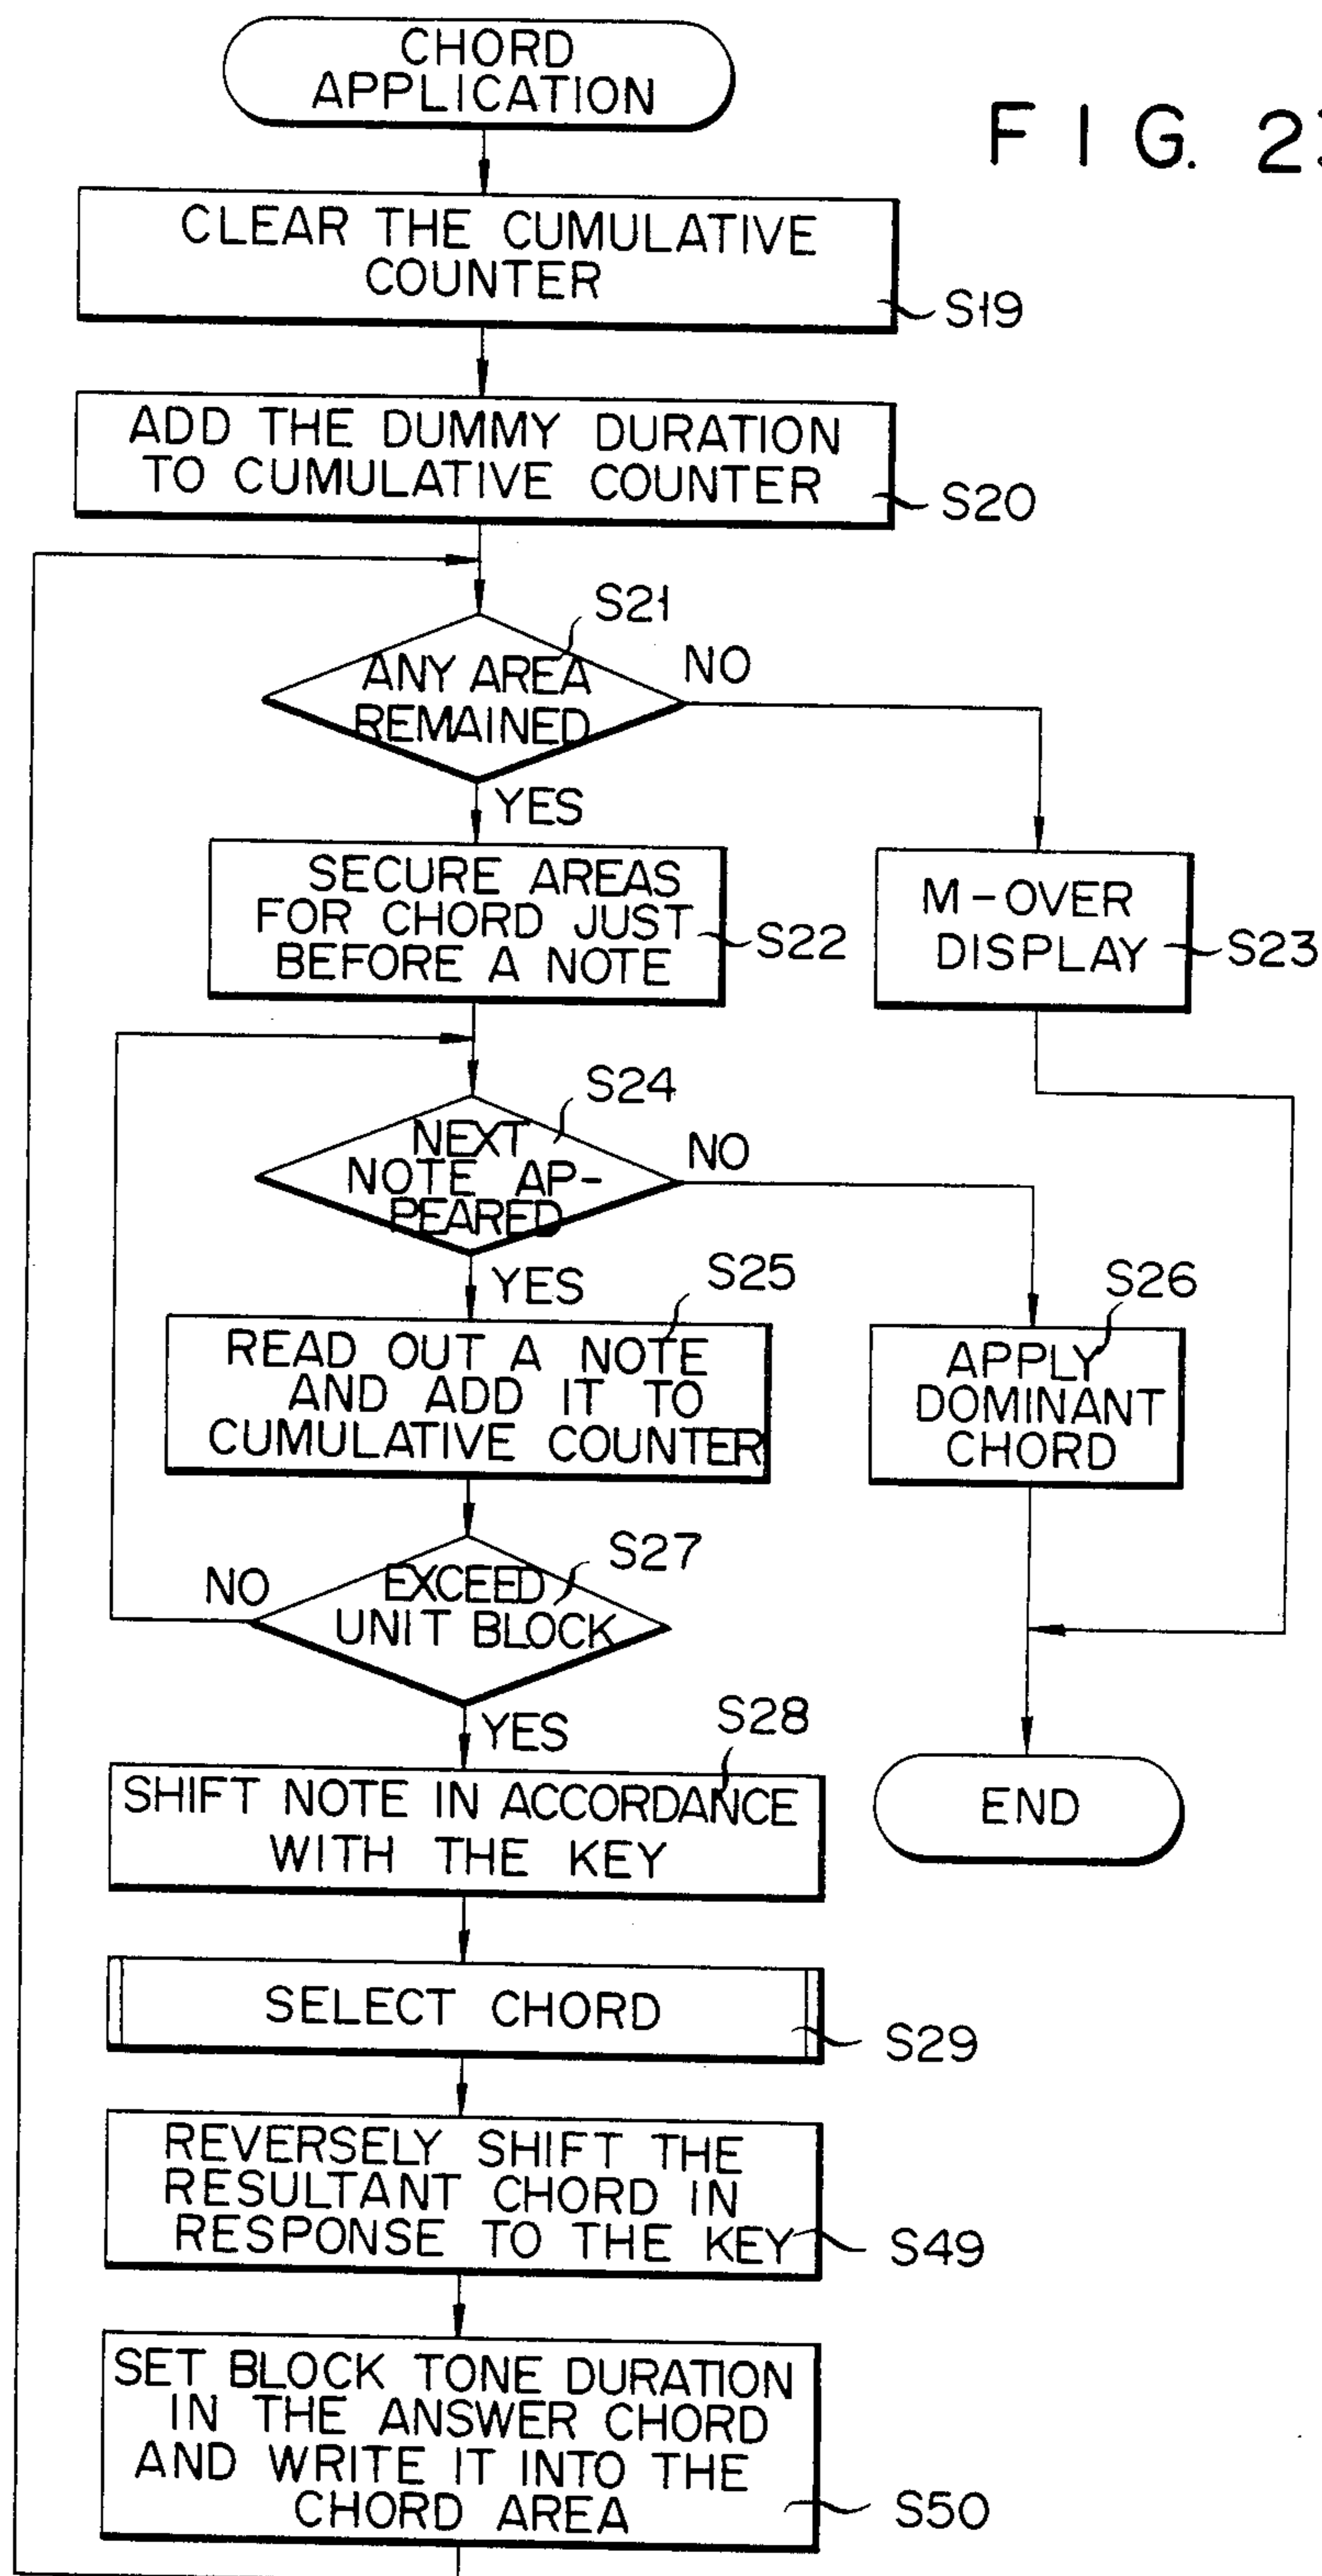 CHORD
APPLICATION
F I G. 2
CLEAR THE CUMULATIVE
COUNTER
S19
ADD THE DUMMY DURATION
TO CUMULATIVE COUNTER
S20
S21
ANY AREA
REMAINED
NO
YES
SECURE AREAS
FOR CHORD JUST
BEFORE A NOTE
S22
M-OVER
DISPLAY
S23
S24
NEXT
NOTE AP-
PEARED
NO
YES
S25
READ OUT A NOTE
AND ADD IT TO
CUMULATIVE COUNTER
S26
APPLY
DOMINANT
CHORD
S27
EXCEED
UNIT BLOCK
NO
YES
S28
SHIFT NOTE IN ACCORDANCE
WITH THE KEY
END
SELECT CHORD
S29
REVERSELY SHIFT THE
RESULTANT CHORD IN
RESPONSE TO THE KEY
S49
SET BLOCK TONE DURATION
IN THE ANSWER CHORD
AND WRITE IT INTO THE
CHORD AREA
S50